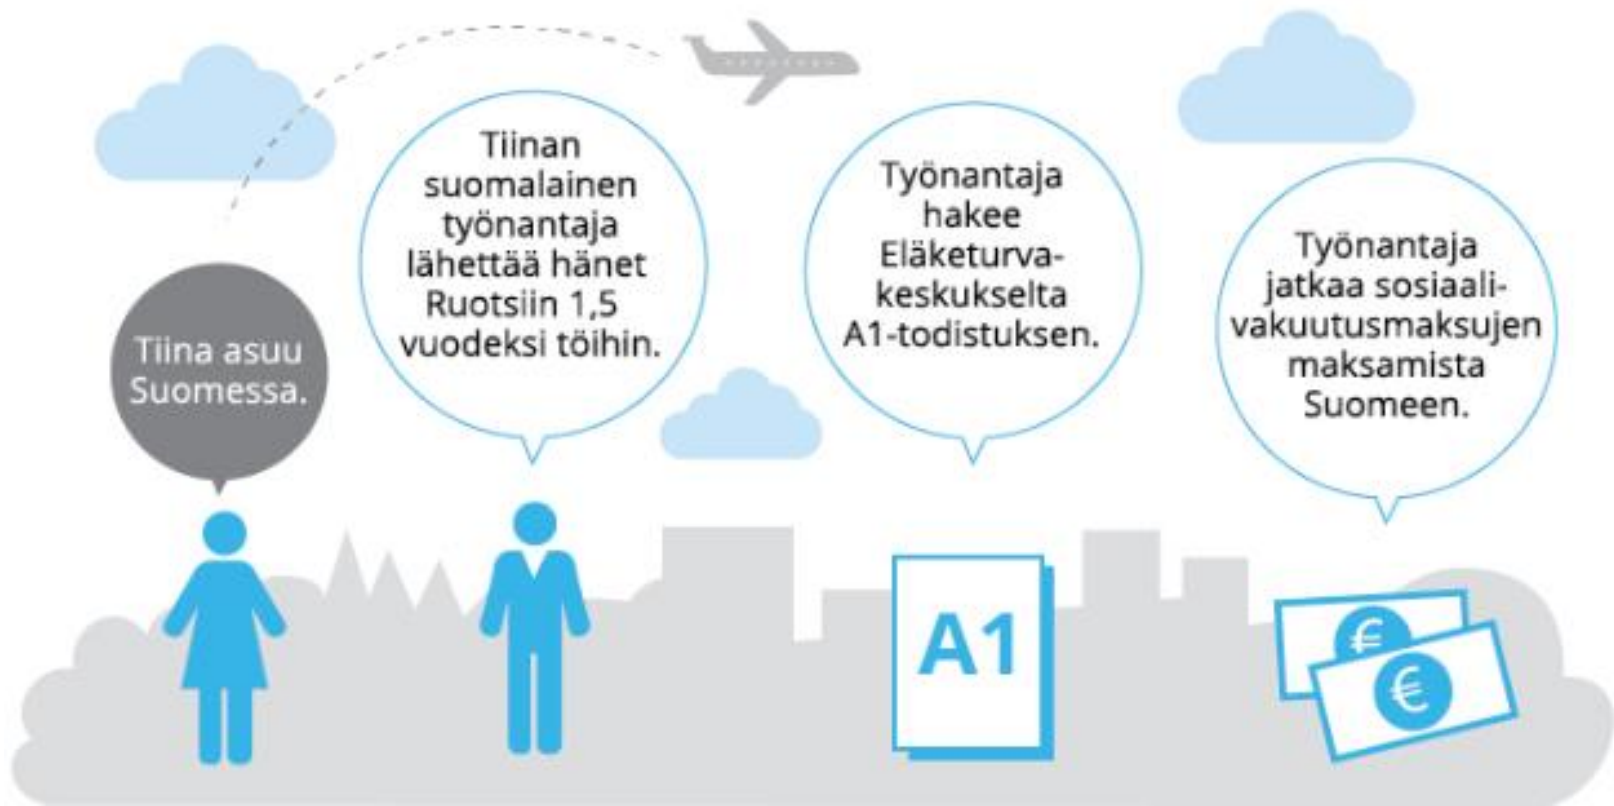 Tiina asuu
Suomessa.
Tiinan
suomalainen
työnantaja
lähettää hänet
Ruotsiin 1,5
vuodeksi töihin.
Työnantaja
hakee
Eläketurva-
keskukselta
A1-todistuksen.
Työnantaja
jatkaa sosiaali-
vakuutusmaksujen
maksamista
Suomeen.
A1
€
€